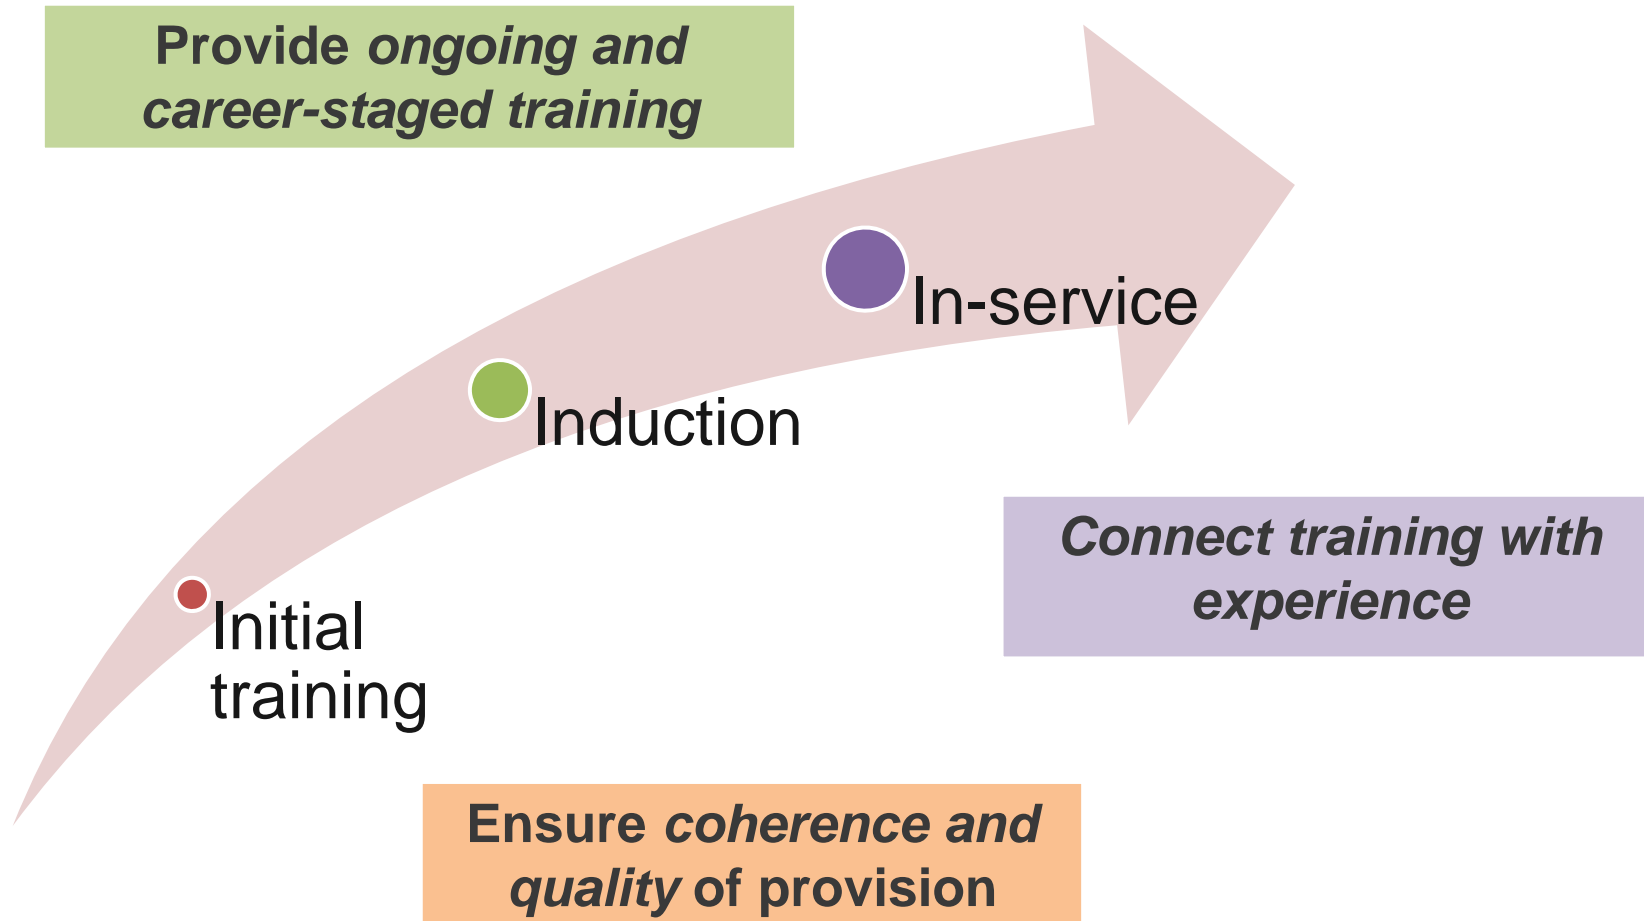 Provide ongoing and
career-staged training
In-service
Induction
Connect training with
experience
Initial
training
Ensure coherence and
quality of provision